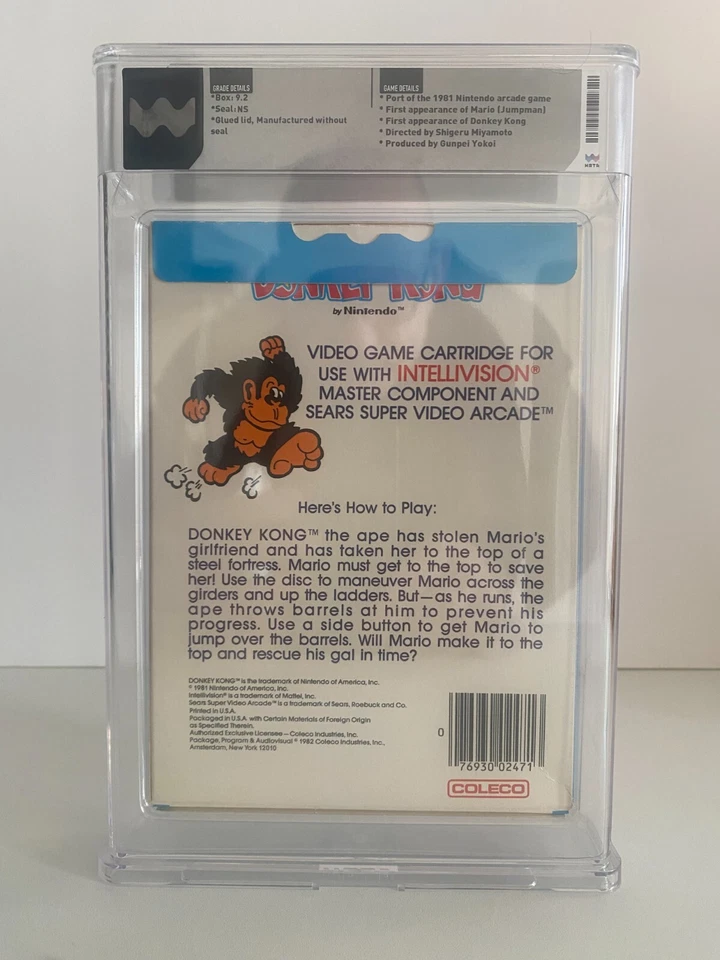 GRADE DETAILS
*Box: 9.2
*Seal: NS
*Glued lid, Manufactured without
seal
GAME DETAILS
* Port of the 1981 Nintendo arcade game
* First appearance of Mario [Jumpman]
* First appearance of Donkey Kong
* Directed by Shigeru Miyamoto
* Produced by Gunpei Yokoi
WATA
DONKEY KONG
by Nintendo™
VIDEO GAME CARTRIDGE FOR
USE WITH INTELLIVISION®
MASTER COMPONENT AND
SEARS SUPER VIDEO ARCADE™
Here's How to Play:
DONKEY KONG™ the ape has stolen Mario's
girlfriend and has taken her to the top of a
steel fortress. Mario must get to the top to save
her! Use the disc to maneuver Mario across the
girders and up the ladders. But—as he runs, the
ape throws barrels at him to prevent his
progress. Use a side button to get Mario to
jump over the barrels. Will Mario make it to the
top and rescue his gal in time?
DONKEY KONG™ is the trademark of Nintendo of America, Inc.
© 1981 Nintendo of America, Inc.
Intellivision® is a trademark of Mattel, Inc.
Sears Super Video Arcade™ is a trademark of Sears, Roebuck and Co.
Printed in U.S.A.
Packaged in U.S.A. with Certain Materials of Foreign Origin
as Specified Therein.
Authorized Exclusive Licensee—Coleco Industries, Inc.
Package, Program & Audiovisual © 1982 Coleco Industries, Inc.,
Amsterdam, New York 12010
0 76930 02471
COLECO